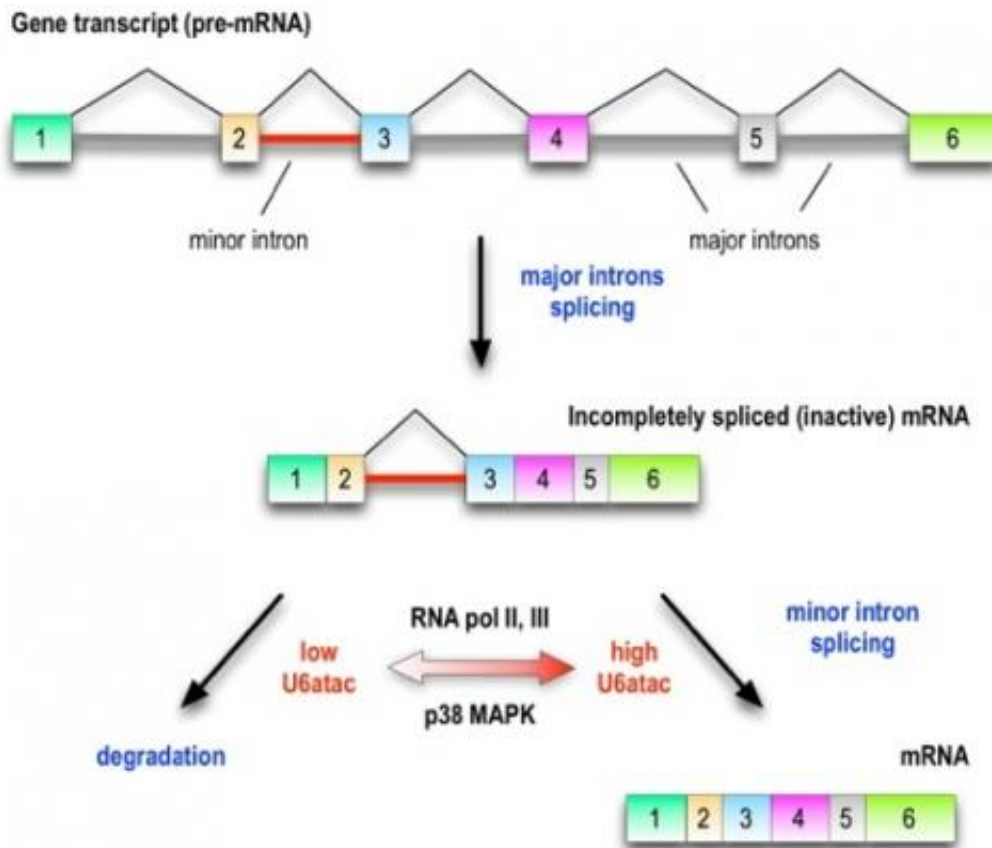 Gene transcript (pre-mRNA)
1 2 3 4 5 6
minor intron
major introns
major introns
splicing
Incompletely spliced (inactive) mRNA
1 2 3 4 5 6
RNA pol II, III
low
U6atac
high
U6atac
p38 MAPK
minor intron
splicing
degradation
mRNA
1 2 3 4 5 6